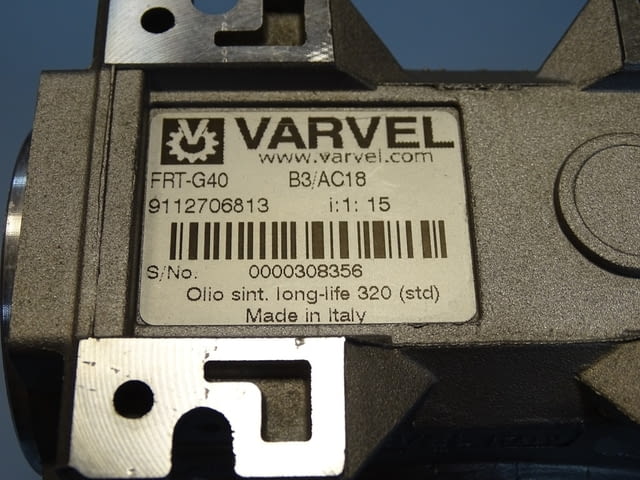 VARVEL
www.varvel.com
FRT-G40 B3/AC18
9112706813 i:1: 15
S/No. 0000308356
Olio sint. long-life 320 (std)
Made in Italy